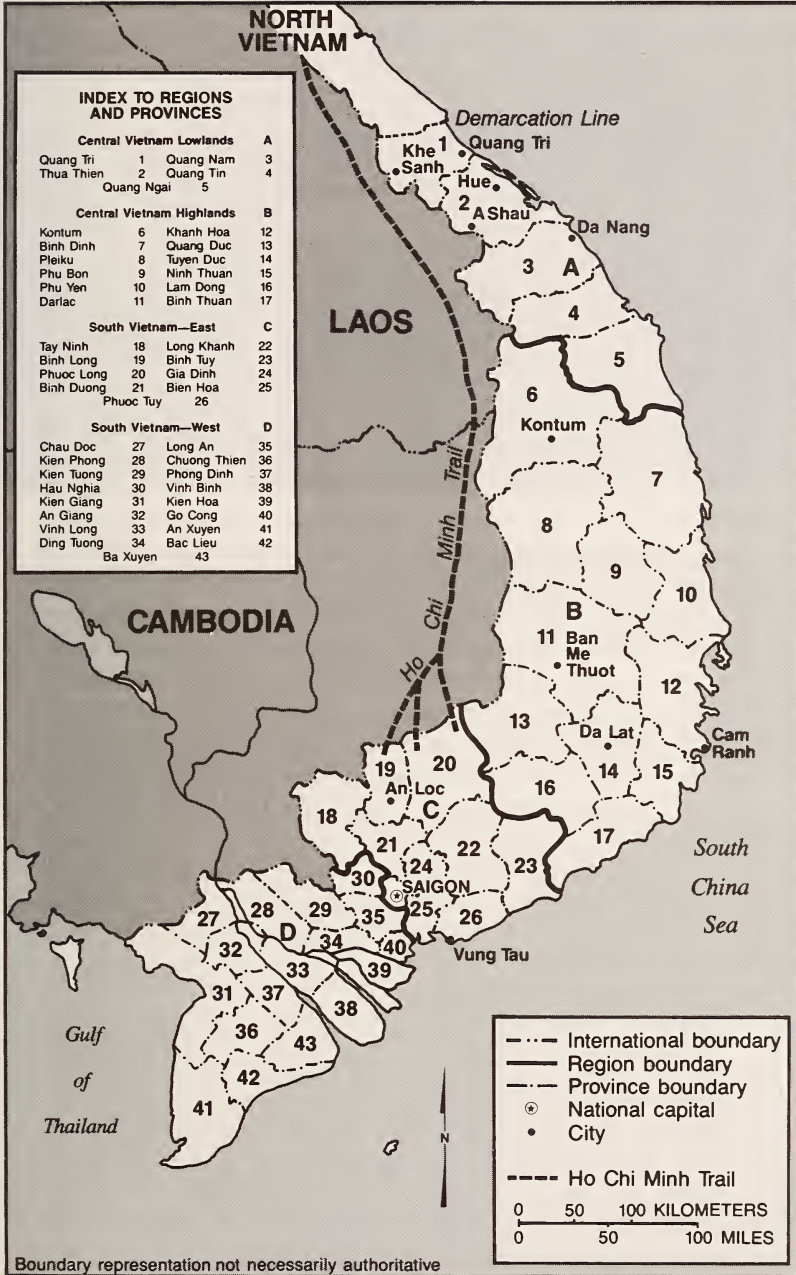 NORTH
VIETNAM
INDEX TO REGIONS
AND PROVINCES
Central Vietnam Lowlands A
Quang Tri 1 Quang Nam 3
Thua Thien 2 Quang Tin 4
Quang Ngai 5
Central Vietnam Highlands B
Kontum 6 Khanh Hoa 12
Binh Dinh 7 Quang Duc 13
Pleiku 8 Tuyen Duc 14
Phu Bon 9 Ninh Thuan 15
Phu Yen 10 Lam Dong 16
Darlac 11 Binh Thuan 17
South Vietnam—East C
Tay Ninh 18 Long Khanh 22
Binh Long 19 Binh Tuy 23
Phuoc Long 20 Gia Dinh 24
Binh Duong 21 Bien Hoa 25
Phuoc Tuy 26
South Vietnam—West D
Chau Doc 27 Long An 35
Kien Phong 28 Chuong Thien 36
Kien Tuong 29 Phong Dinh 37
Hau Nghia 30 Vinh Binh 38
Kien Giang 31 Kien Hoa 39
An Giang 32 Go Cong 40
Vinh Long 33 An Xuyen 41
Ding Tuong 34 Bac Lieu 42
Ba Xuyen 43
Demarcation Line
1 Quang Tri
Khe
Sanh
Hue
2
A Shau
Da Nang
3 A
4
LAOS
5
6
Kontum
7
8
9
10
Ho Chi Minh Trail
CAMBODIA
B
11 Ban
Me
Thuot
12
13
Da Lat
Cam
Ranh
14
15
16
17
19
20
An Loc
C
18
21
24
22
23
30
SAIGON
25
26
Vung Tau
27
28
29
35
D
34
40
32
33
39
31
37
38
36
43
42
41
South
China
Sea
Gulf
of
Thailand
N
International boundary
Region boundary
Province boundary
National capital
City
Ho Chi Minh Trail
0 50 100 KILOMETERS
0 50 100 MILES
Boundary representation not necessarily authoritative